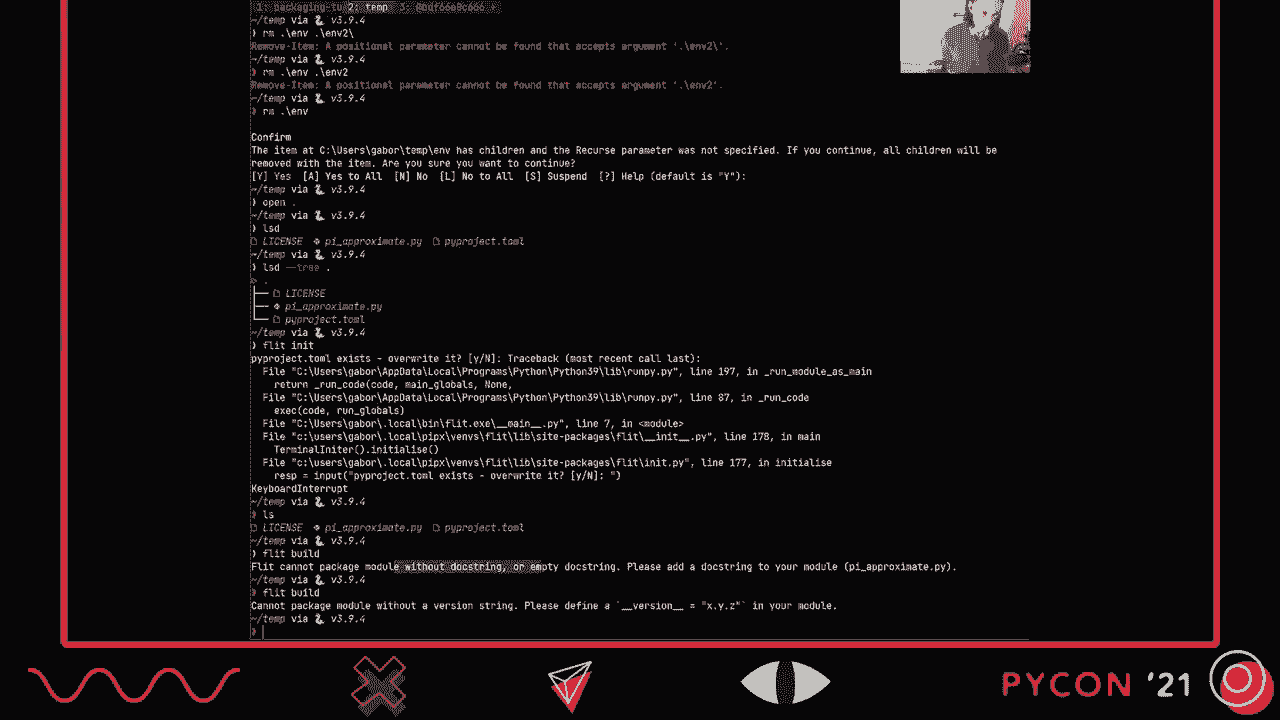 2: temp
~/temp via v3.9.4
❯ rm .\env .\env2\
Remove-Item: A positional parameter cannot be found that accepts argument '.\env2\'.
~/temp via v3.9.4
❯ rm .\env .\env2
Remove-Item: A positional parameter cannot be found that accepts argument '.\env2'.
~/temp via v3.9.4
❯ rm .\env
Confirm
The item at C:\Users\gabor\temp\env has children and the Recurse parameter was not specified. If you continue, all children will be
removed with the item. Are you sure you want to continue?
[Y] Yes  [A] Yes to All  [N] No  [L] No to All  [S] Suspend  [?] Help (default is "Y"):
~/temp via v3.9.4
❯ open .
~/temp via v3.9.4
❯ lsd
LICENSE  pi_approximate.py  pyproject.toml
~/temp via v3.9.4
❯ lsd --tree .
.
├── LICENSE
├── pi_approximate.py
└── pyproject.toml
~/temp via v3.9.4
❯ flit init
pyproject.toml exists - overwrite it? [y/N]: Traceback (most recent call last):
File "C:\Users\gabor\AppData\Local\Programs\Python\Python39\lib\runpy.py", line 197, in _run_module_as_main
return _run_code(code, main_globals, None,
File "C:\Users\gabor\AppData\Local\Programs\Python\Python39\lib\runpy.py", line 87, in _run_code
exec(code, run_globals)
File "C:\Users\gabor\.local\bin\flit.exe\__main__.py", line 7, in <module>
File "c:\users\gabor\.local\pipx\venvs\flit\lib\site-packages\flit\__init__.py", line 178, in main
TerminalIniter().initialise()
File "c:\users\gabor\.local\pipx\venvs\flit\lib\site-packages\flit\init.py", line 177, in initialise
resp = input("pyproject.toml exists - overwrite it? [y/N]: ")
KeyboardInterrupt
~/temp via v3.9.4
❯ ls
LICENSE  pi_approximate.py  pyproject.toml
~/temp via v3.9.4
❯ flit build
Flit cannot package module without docstring, or empty docstring. Please add a docstring to your module (pi_approximate.py).
~/temp via v3.9.4
❯ flit build
Cannot package module without a version string. Please define a `__version__ = "x.y.z"` in your module.
~/temp via v3.9.4
❯
PYCON '21